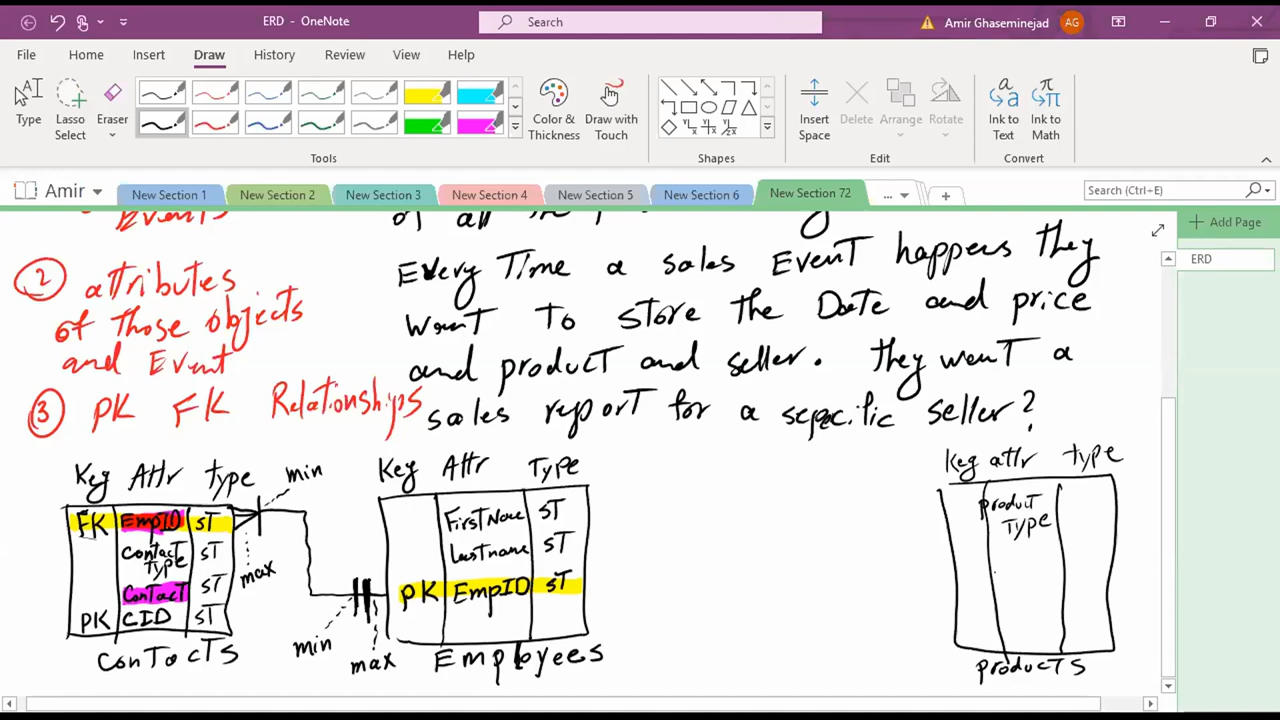 ERD - OneNote
Search
Amir Ghaseminejad
AG
File
Home
Insert
Draw
History
Review
View
Help
Type
Lasso
Select
Eraser
Color &
Thickness
Draw with
Touch
Insert
Space
Delete
Arrange
Rotate
Ink to
Text
Ink to
Math
Tools
Shapes
Edit
Convert
Amir
New Section 1
New Section 2
New Section 3
New Section 4
New Section 5
New Section 6
New Section 72
...
Search (Ctrl+E)
Add Page
ERD
Events
of all
2 attributes
of those objects
and Event
3 PK FK Relationships
Every Time a sales Event happens they
want to store the Date and price
and product and seller. they want a
sales report for a sepecific seller?
Key Attr type
min
FK EmpID ST
Contact Type ST
Contact ST
PK CID ST
max
Contacts
min
max
Key Attr Type
FirstName ST
Lastname ST
PK EmpID ST
Employees
Key attr type
product
Type
products